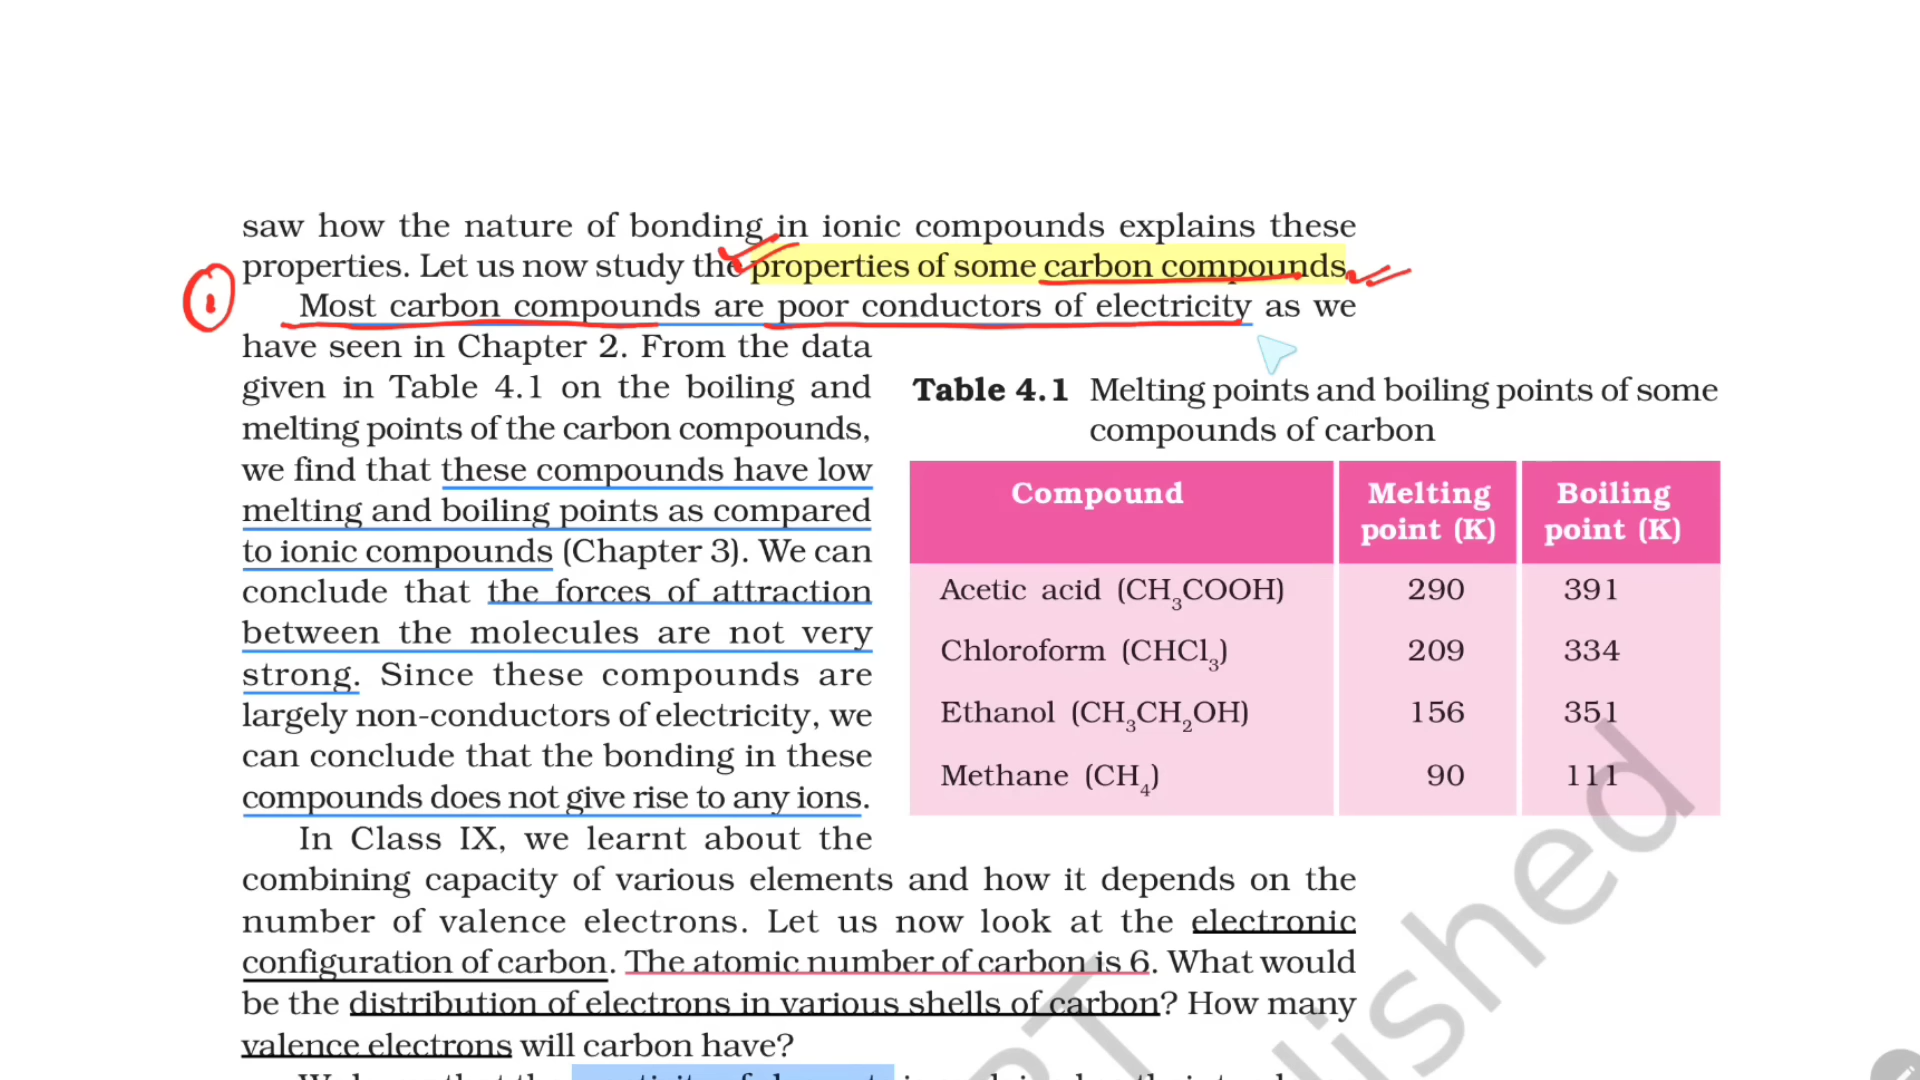 saw how the nature of bonding in ionic compounds explains these
properties. Let us now study the properties of some carbon compounds.
1
Most carbon compounds are poor conductors of electricity as we
have seen in Chapter 2. From the data
given in Table 4.1 on the boiling and
melting points of the carbon compounds,
we find that these compounds have low
melting and boiling points as compared
to ionic compounds (Chapter 3). We can
conclude that the forces of attraction
between the molecules are not very
strong. Since these compounds are
largely non-conductors of electricity, we
can conclude that the bonding in these
compounds does not give rise to any ions.
Table 4.1 Melting points and boiling points of some
compounds of carbon
Compound Melting point (K) Boiling point (K)
Acetic acid (CH₃COOH) 290 391
Chloroform (CHCl₃) 209 334
Ethanol (CH₃CH₂OH) 156 351
Methane (CH₄) 90 111
In Class IX, we learnt about the
combining capacity of various elements and how it depends on the
number of valence electrons. Let us now look at the electronic
configuration of carbon. The atomic number of carbon is 6. What would
be the distribution of electrons in various shells of carbon? How many
valence electrons will carbon have?